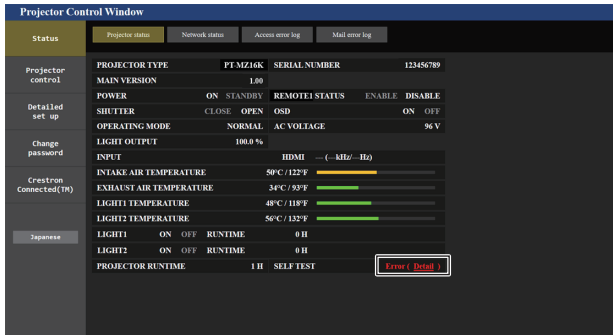 Projector Control Window
Status
Projector status Network status Access error log Mail error log
Projector control
Detailed set up
Change password
Crestron Connected(TM)
Japanese
PROJECTOR TYPE PT-MZ16K SERIAL NUMBER 123456789
MAIN VERSION 1.00
POWER ON STANDBY REMOTE1 STATUS ENABLE DISABLE
SHUTTER CLOSE OPEN OSD ON OFF
OPERATING MODE NORMAL AC VOLTAGE 96 V
LIGHT OUTPUT 100.0 %
INPUT HDMI --- (---kHz/---Hz)
INTAKE AIR TEMPERATURE 50°C / 122°F
EXHAUST AIR TEMPERATURE 34°C / 93°F
LIGHT1 TEMPERATURE 48°C / 118°F
LIGHT2 TEMPERATURE 56°C / 132°F
LIGHT1 ON OFF RUNTIME 0 H
LIGHT2 ON OFF RUNTIME 0 H
PROJECTOR RUNTIME 1 H SELF TEST Error ( Detail )